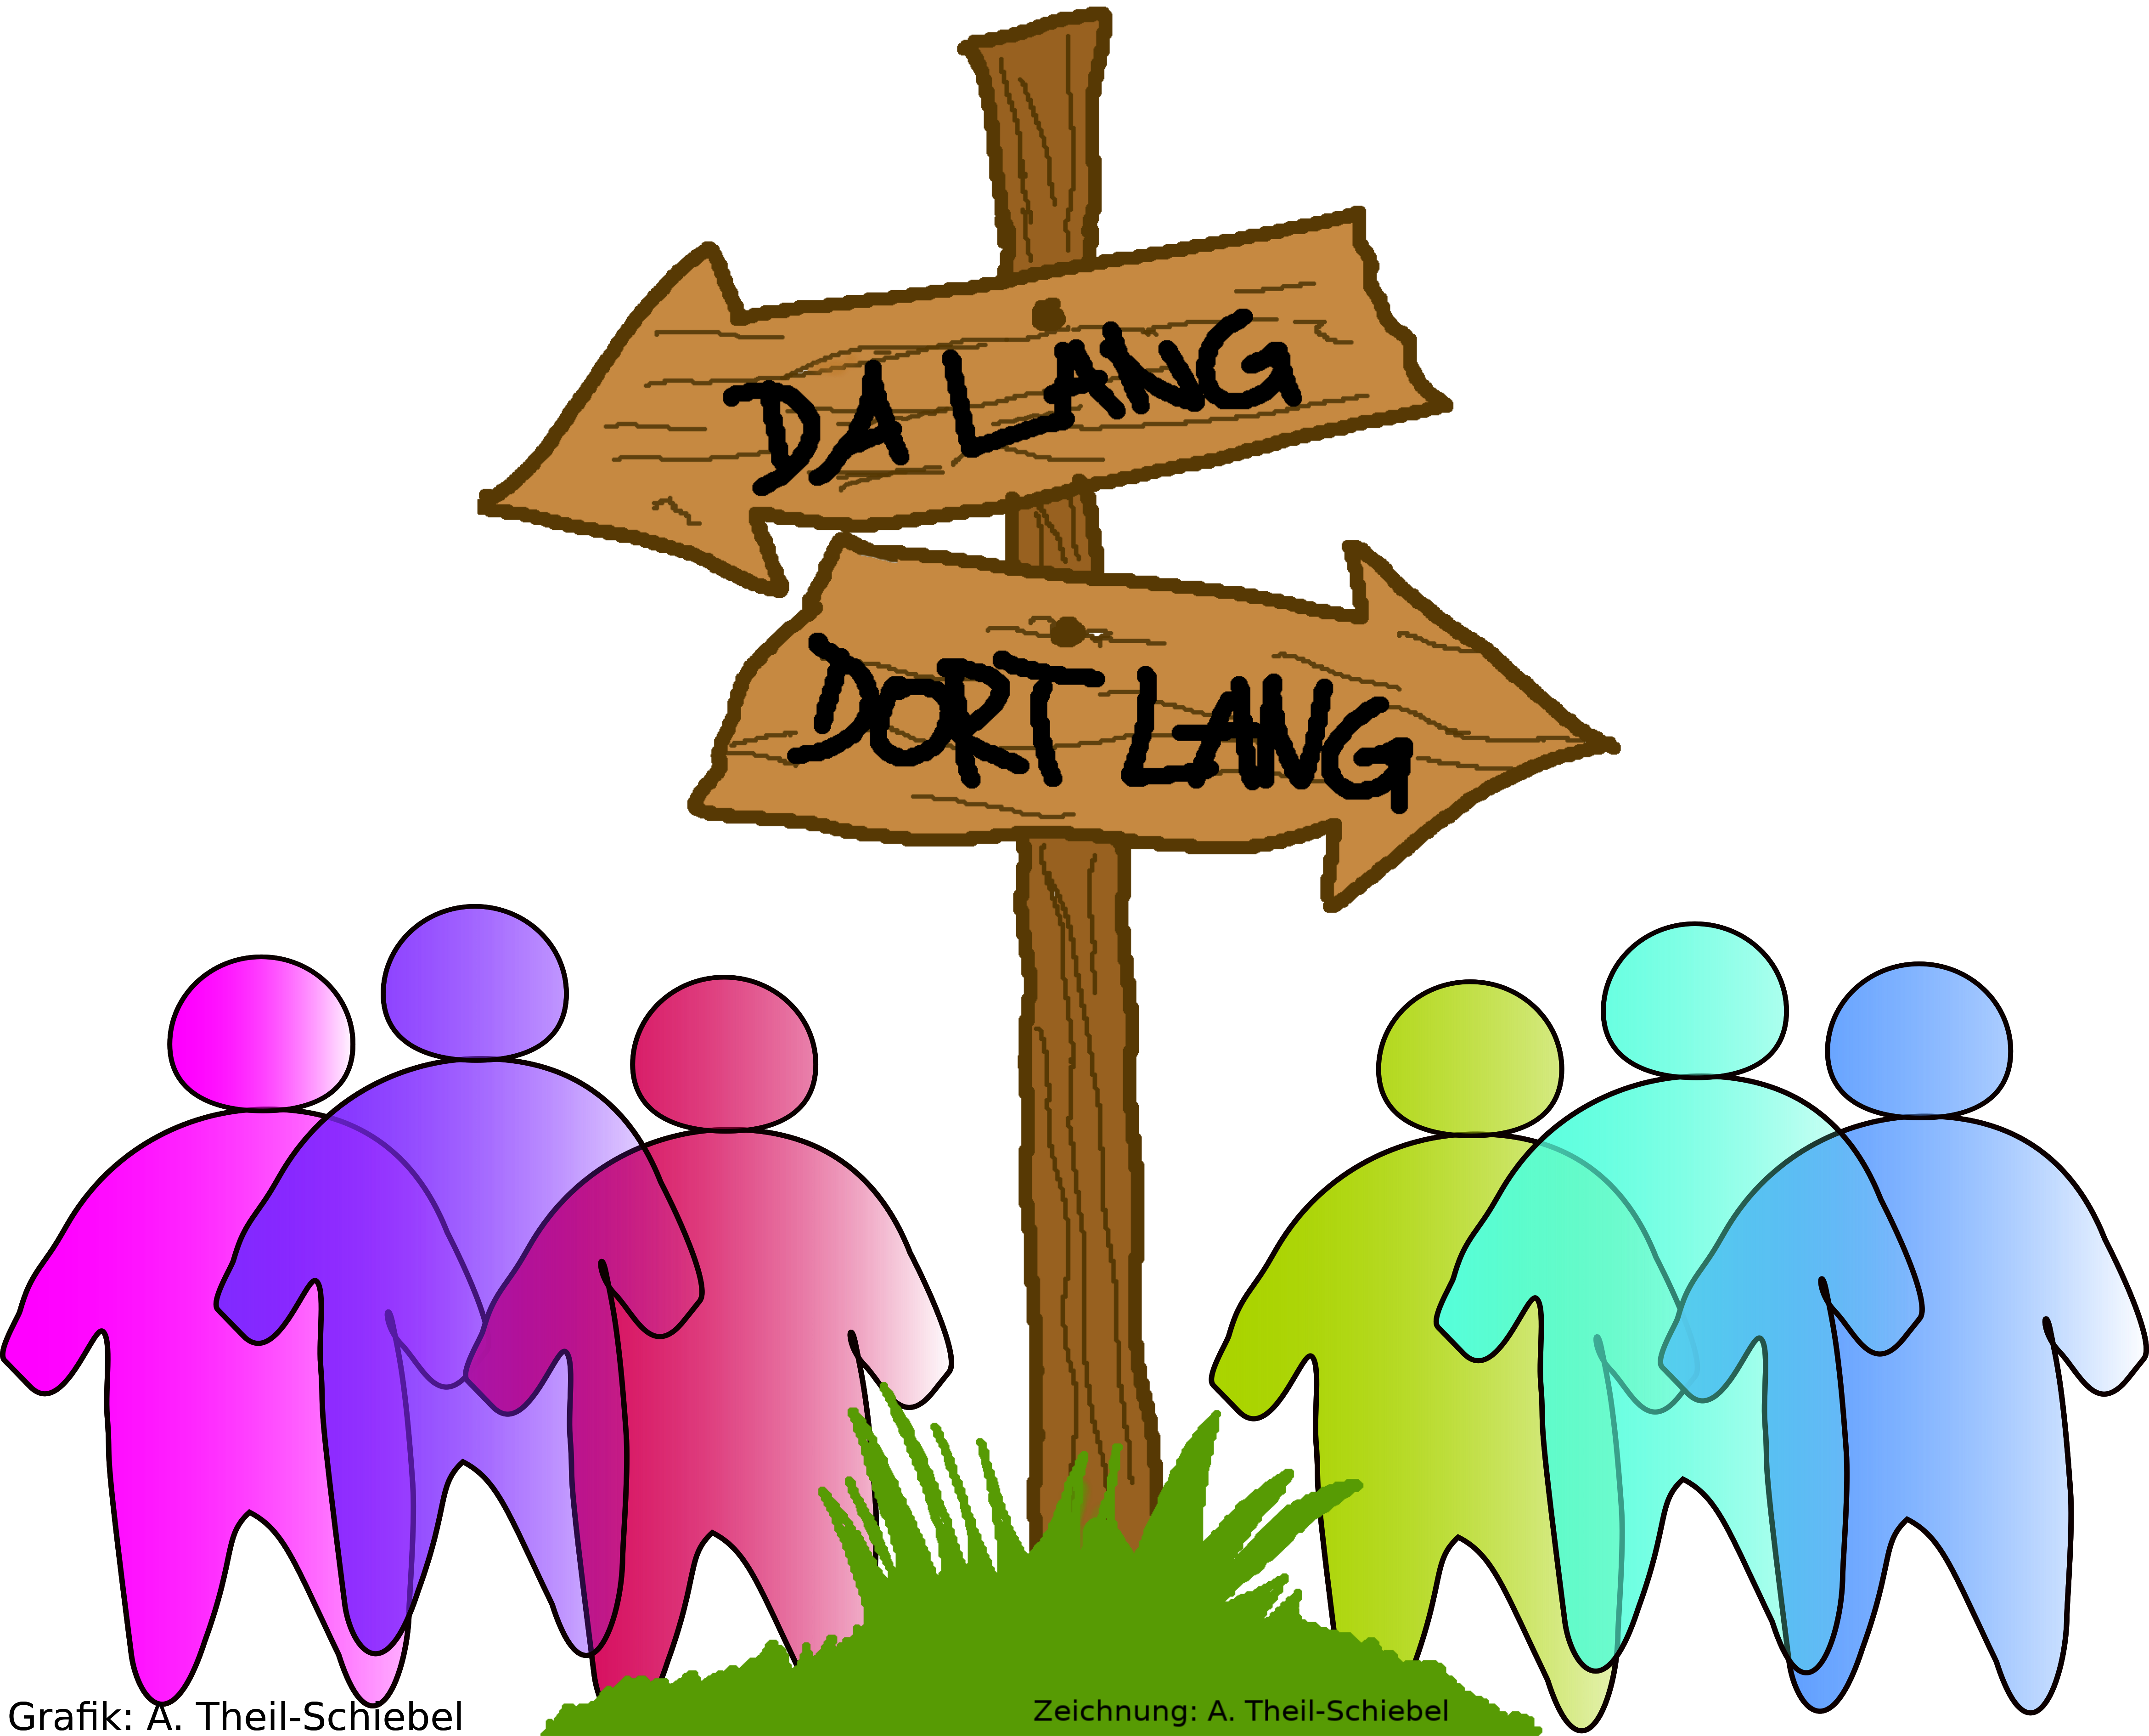 DA LANG
DORT LANG
Grafik: A. Theil-Schiebel
Zeichnung: A. Theil-Schiebel